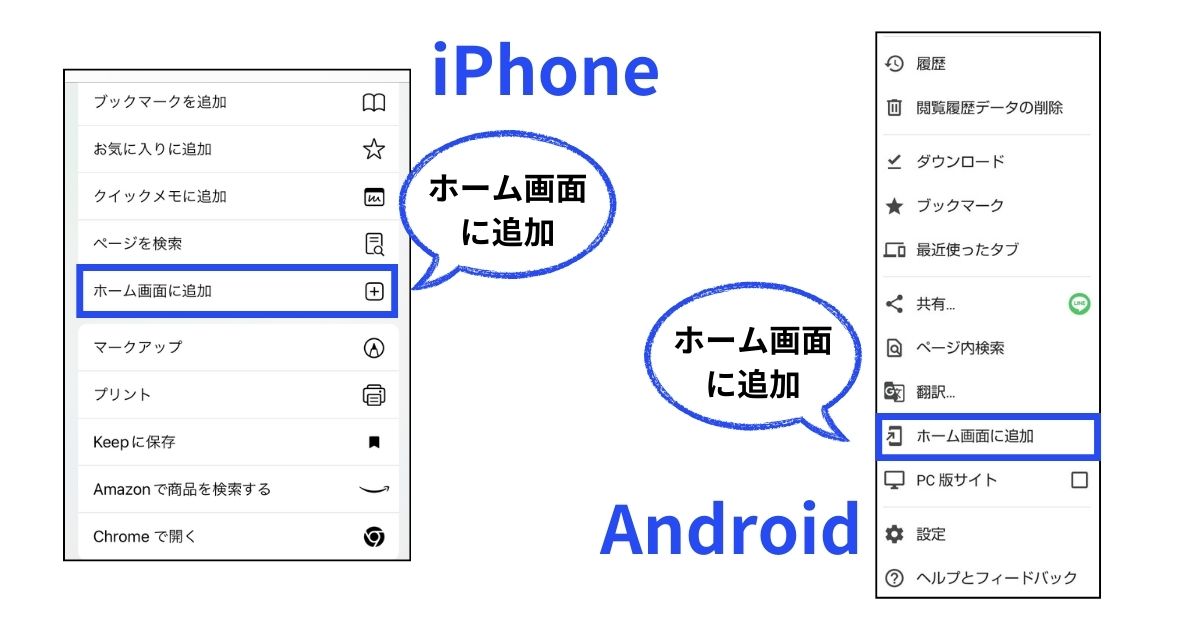 iPhone
ブックマークを追加
お気に入りに追加
クイックメモに追加
ページを検索
ホーム画面に追加
マークアップ
プリント
Keepに保存
Amazonで商品を検索する
Chromeで開く
ホーム画面
に追加
ホーム画面
に追加
Android
履歴
閲覧履歴データの削除
ダウンロード
ブックマーク
最近使ったタブ
共有...
LINE
ページ内検索
翻訳...
ホーム画面に追加
PC 版サイト
設定
ヘルプとフィードバック